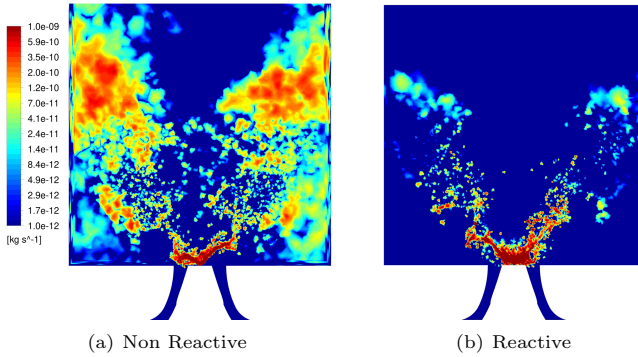 1.0e-09
5.9e-10
3.5e-10
2.0e-10
1.2e-10
7.0e-11
4.1e-11
2.4e-11
1.4e-11
8.4e-12
4.9e-12
2.9e-12
1.7e-12
1.0e-12
[kg s^-1]
(a) Non Reactive
(b) Reactive